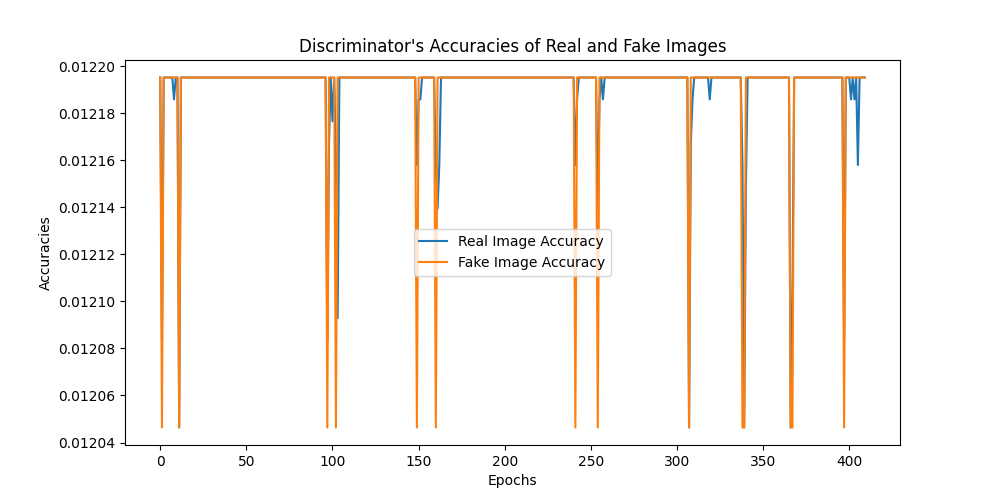 Discriminator's Accuracies of Real and Fake Images
0.01220
0.01218
0.01216
0.01214
0.01212
0.01210
0.01208
0.01206
0.01204
Accuracies
Real Image Accuracy
Fake Image Accuracy
0 50 100 150 200 250 300 350 400
Epochs